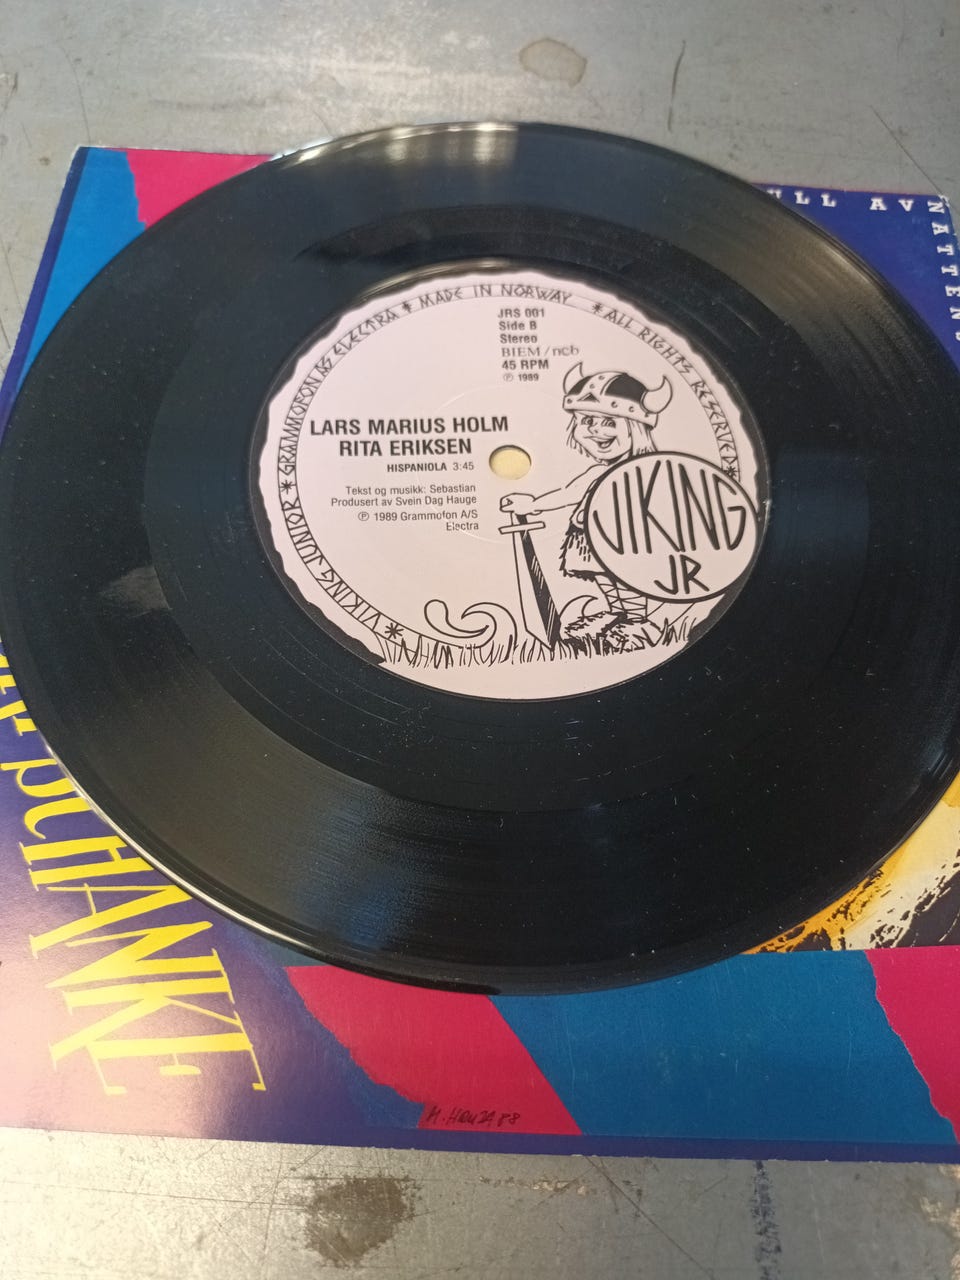 JRS 001
Side B
Stereo
BIEM/ncb
45 RPM
℗ 1989
LARS MARIUS HOLM
RITA ERIKSEN
HISPANIOLA 3:45
Tekst og musikk: Sebastian
Produsert av Svein Dag Hauge
℗ 1989 Grammofon A/S
Electra
VIKING
JR
* VIKING JUNIOR * GRAMMOFON AS ELECTRA * MADE IN NORWAY * ALL RIGHTS RESERVED *
AV
SCHANKE